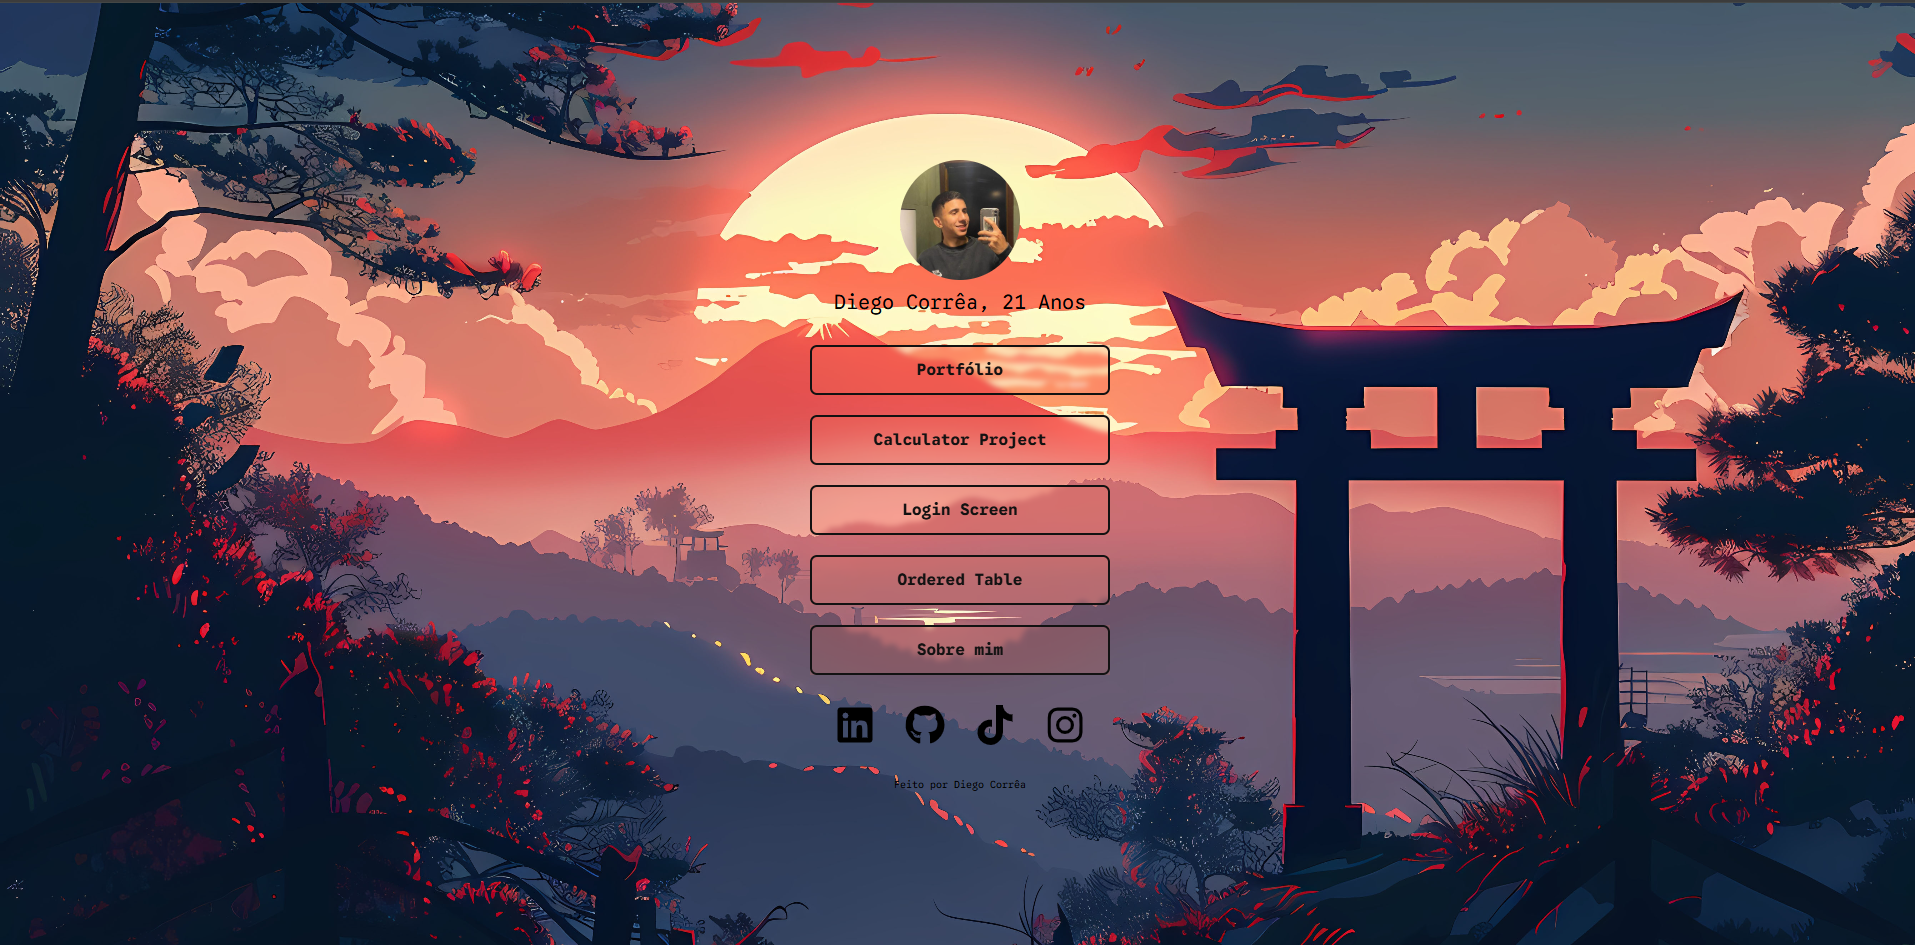 Diego Corrêa, 21 Anos
Portfólio
Calculator Project
Login Screen
Ordered Table
Sobre mim
Feito por Diego Corrêa